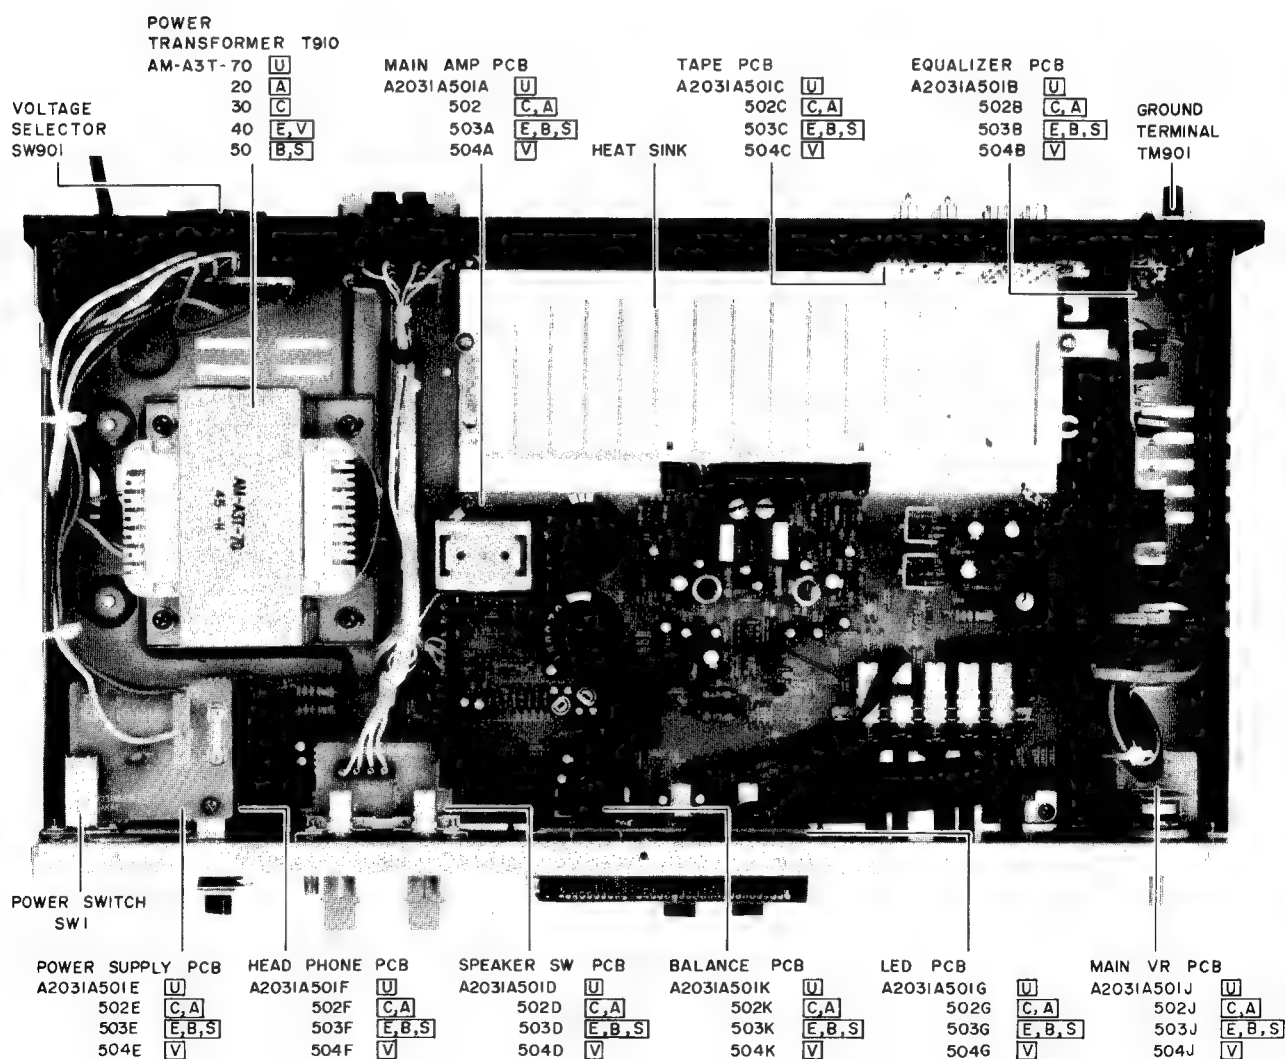 POWER
TRANSFORMER T910
AM-A3T-70 U
20 A
30 C
40 E,V
50 B,S
VOLTAGE
SELECTOR
SW901
MAIN AMP PCB
A2031A501A U
502 C,A
503A E,B,S
504A V
HEAT SINK
TAPE PCB
A2031A501C U
502C C,A
503C E,B,S
504C V
EQUALIZER PCB
A2031A501B U
502B C,A
503B E,B,S
504B V
GROUND
TERMINAL
TM901
AM-A3T-70
POWER SWITCH
SW1
POWER SUPPLY PCB
A2031A501E U
502E C,A
503E E,B,S
504E V
HEAD PHONE PCB
A2031A501F U
502F C,A
503F E,B,S
504F V
SPEAKER SW PCB
A2031A501D U
502D C,A
503D E,B,S
504D V
BALANCE PCB
A2031A501K U
502K C,A
503K E,B,S
504K V
LED PCB
A2031A501G U
502G C,A
503G E,B,S
504G V
MAIN VR PCB
A2031A501J U
502J C,A
503J E,B,S
504J V